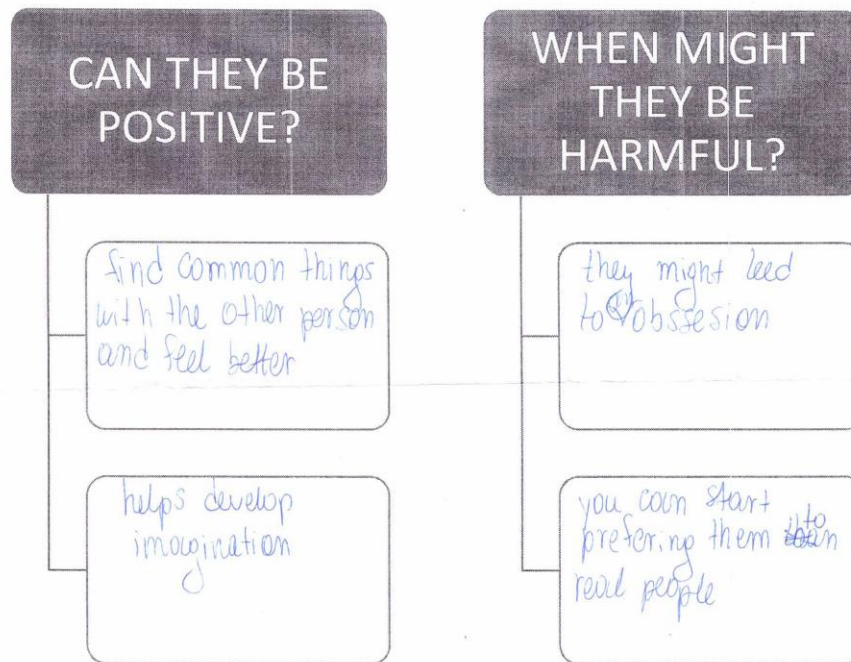 CAN THEY BE
POSITIVE?
find common things
with the other person
and feel better
helps develop
imagination
WHEN MIGHT
THEY BE
HARMFUL?
they might leed
to obssesion
you can start
prefering them to
real people